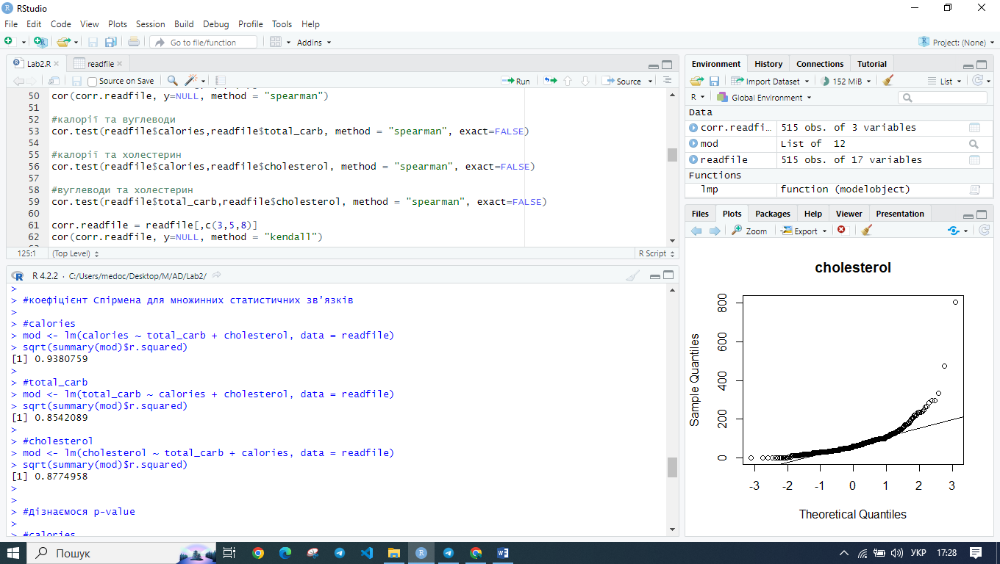 RStudio
File Edit Code View Plots Session Build Debug Profile Tools Help
Go to file/function
Addins
Project: (None)
Lab2.R
readfile
Source on Save
Run
Source
50 cor(corr.readfile, y=NULL, method = "spearman")
51
52 #калорії та вуглеводи
53 cor.test(readfile$calories,readfile$total_carb, method = "spearman", exact=FALSE)
54
55 #калорії та холестерин
56 cor.test(readfile$calories,readfile$cholesterol, method = "spearman", exact=FALSE)
57
58 #вуглеводи та холестерин
59 cor.test(readfile$total_carb,readfile$cholesterol, method = "spearman", exact=FALSE)
60
61 corr.readfile = readfile[,c(3,5,8)]
62 cor(corr.readfile, y=NULL, method = "kendall")
125:1 (Top Level) R Script
R 4.2.2 · C:/Users/medoc/Desktop/M/AD/Lab2/
>
> #коефіцієнт Спірмена для множинних статистичних зв’язків
>
> #calories
> mod <- lm(calories ~ total_carb + cholesterol, data = readfile)
> sqrt(summary(mod)$r.squared)
[1] 0.9380759
>
> #total_carb
> mod <- lm(total_carb ~ calories + cholesterol, data = readfile)
> sqrt(summary(mod)$r.squared)
[1] 0.8542089
>
> #cholesterol
> mod <- lm(cholesterol ~ total_carb + calories, data = readfile)
> sqrt(summary(mod)$r.squared)
[1] 0.8774958
>
>
> #Дізнаємося p-value
>
> #calories
Environment History Connections Tutorial
Import Dataset 152 MiB List
R Global Environment
Data
corr.readfi… 515 obs. of 3 variables
mod List of 12
readfile 515 obs. of 17 variables
Functions
lmp function (modelobject)
Files Plots Packages Help Viewer Presentation
Zoom Export
cholesterol
Sample Quantiles
800
600
400
200
0
-3 -2 -1 0 1 2 3
Theoretical Quantiles
Пошук
УКР 17:28